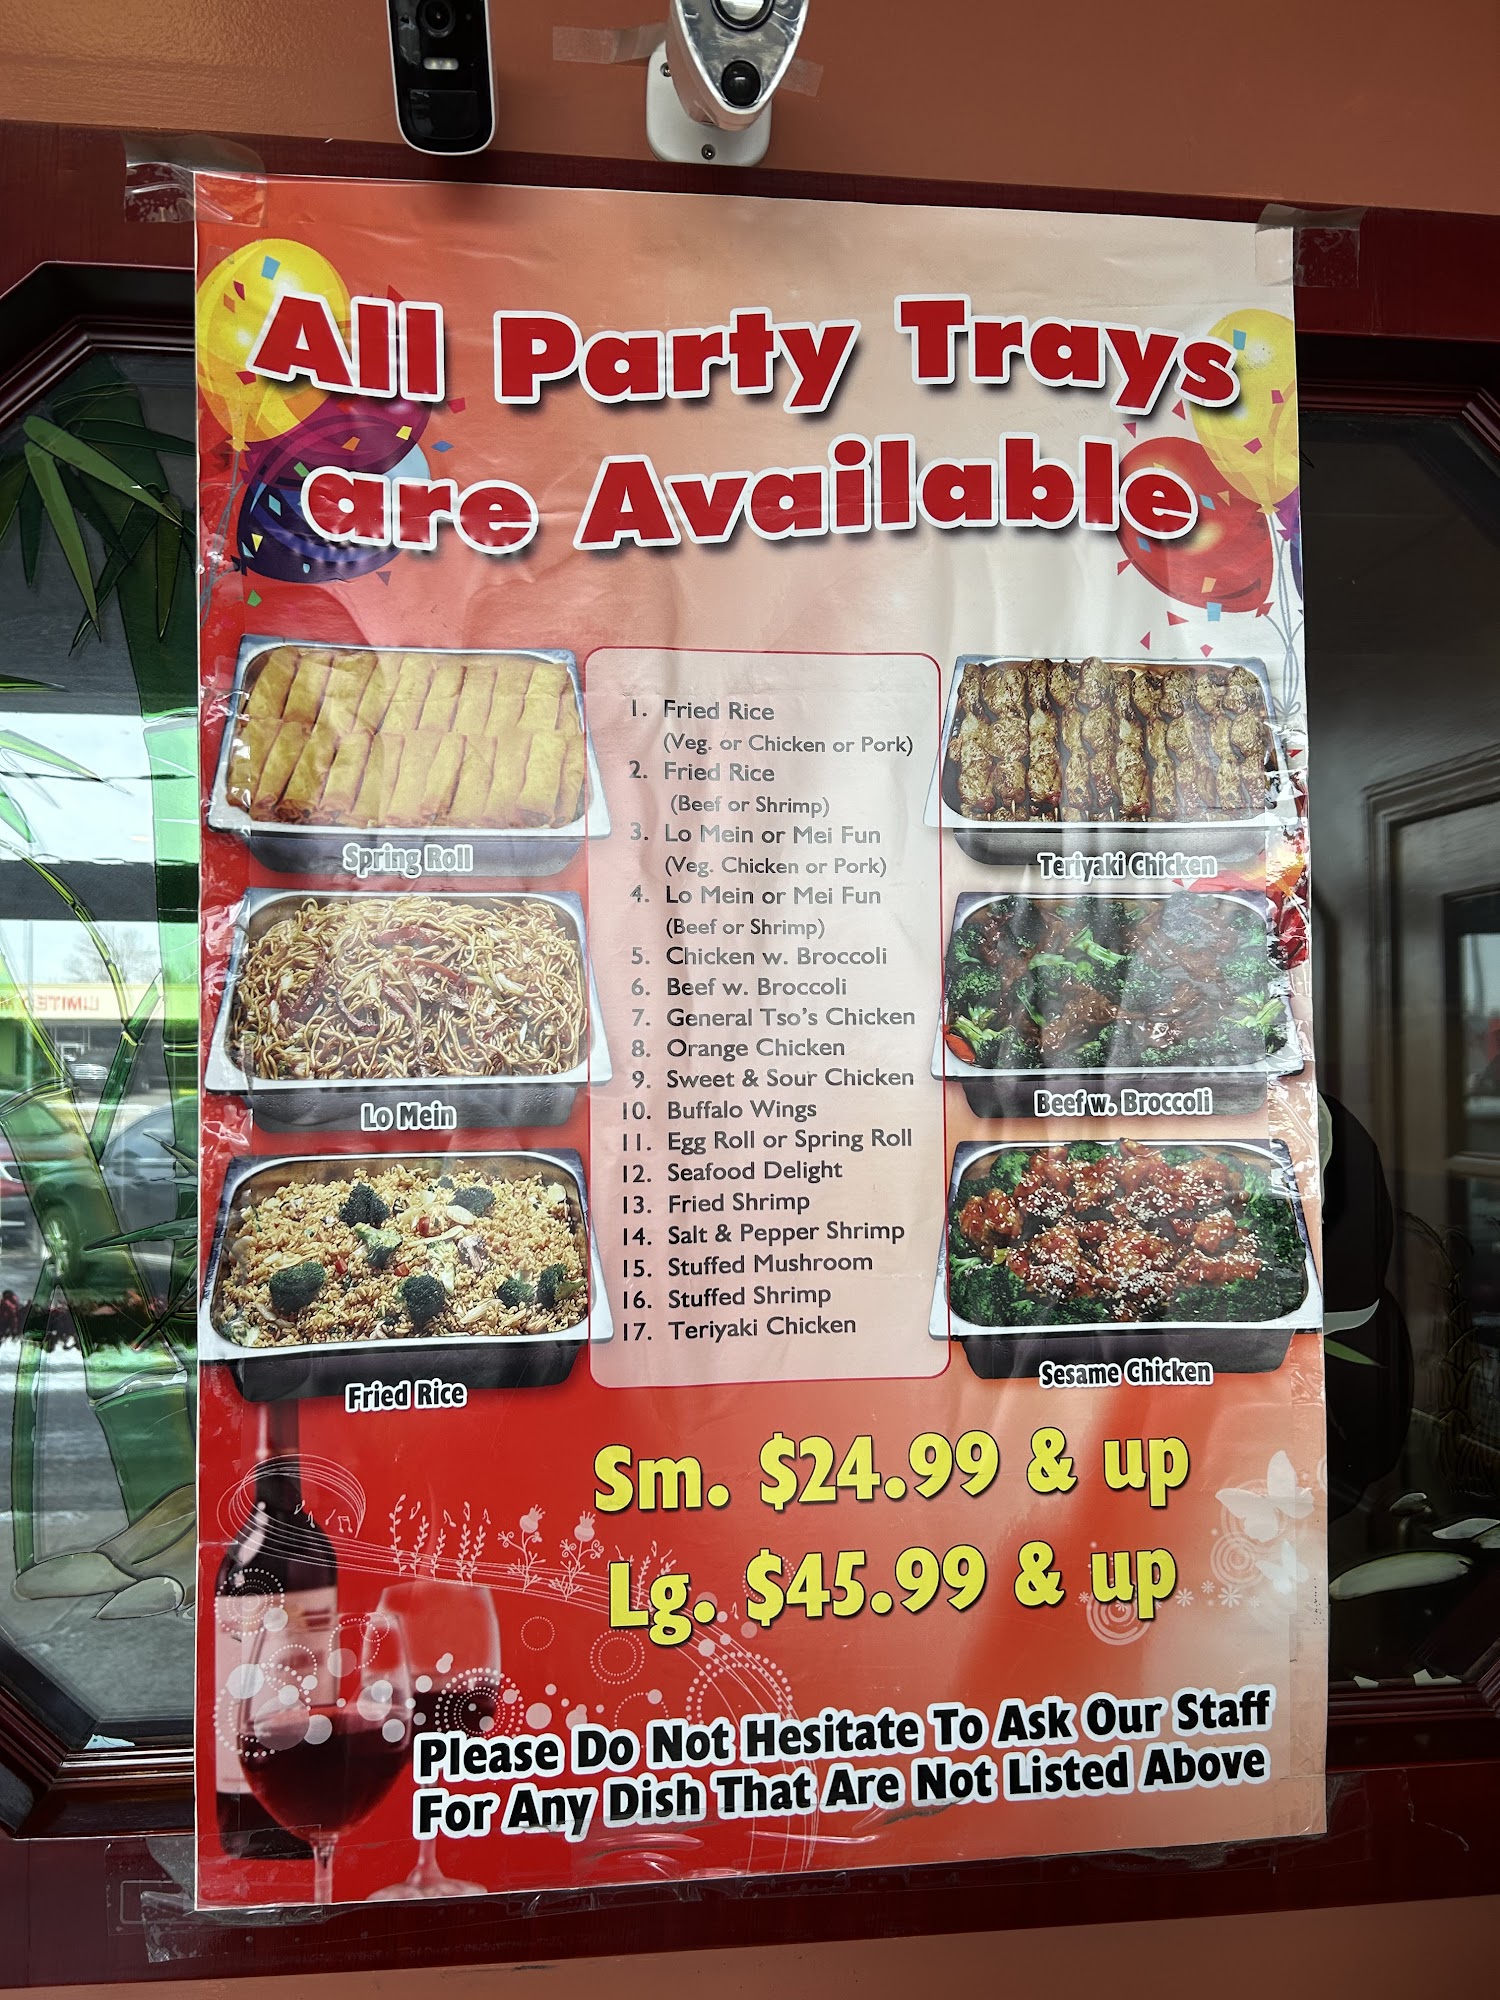 All Party Trays
are Available
1. Fried Rice
(Veg. or Chicken or Pork)
2. Fried Rice
(Beef or Shrimp)
3. Lo Mein or Mei Fun
(Veg. Chicken or Pork)
4. Lo Mein or Mei Fun
(Beef or Shrimp)
5. Chicken w. Broccoli
6. Beef w. Broccoli
7. General Tso's Chicken
8. Orange Chicken
9. Sweet & Sour Chicken
10. Buffalo Wings
11. Egg Roll or Spring Roll
12. Seafood Delight
13. Fried Shrimp
14. Salt & Pepper Shrimp
15. Stuffed Mushroom
16. Stuffed Shrimp
17. Teriyaki Chicken
Spring Roll
Lo Mein
Fried Rice
Teriyaki Chicken
Beef w. Broccoli
Sesame Chicken
Sm. $24.99 & up
Lg. $45.99 & up
Please Do Not Hesitate To Ask Our Staff
For Any Dish That Are Not Listed Above
LIMITED